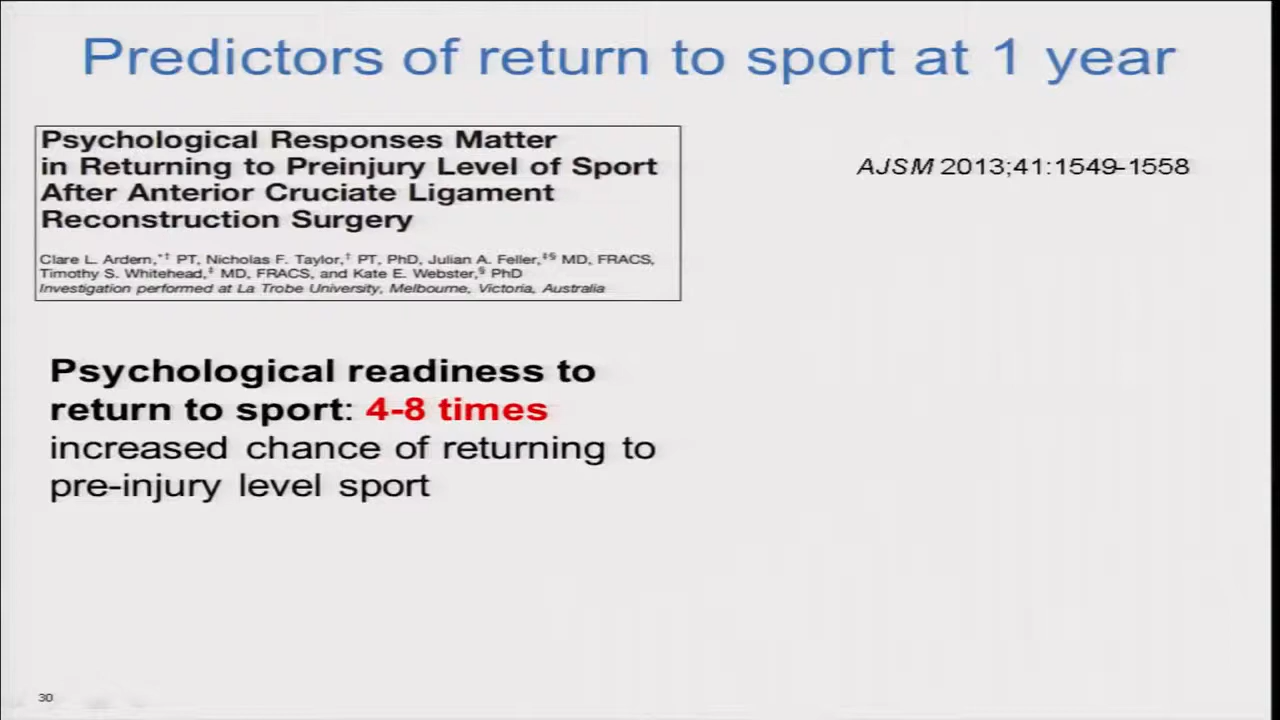 Predictors of return to sport at 1 year
Psychological Responses Matter
in Returning to Preinjury Level of Sport
After Anterior Cruciate Ligament
Reconstruction Surgery
AJSM 2013;41:1549-1558
Clare L. Ardern,*† PT, Nicholas F. Taylor,† PT, PhD, Julian A. Feller,‡§ MD, FRACS,
Timothy S. Whitehead,‡ MD, FRACS, and Kate E. Webster,§ PhD
Investigation performed at La Trobe University, Melbourne, Victoria, Australia
Psychological readiness to
return to sport: 4-8 times
increased chance of returning to
pre-injury level sport
30